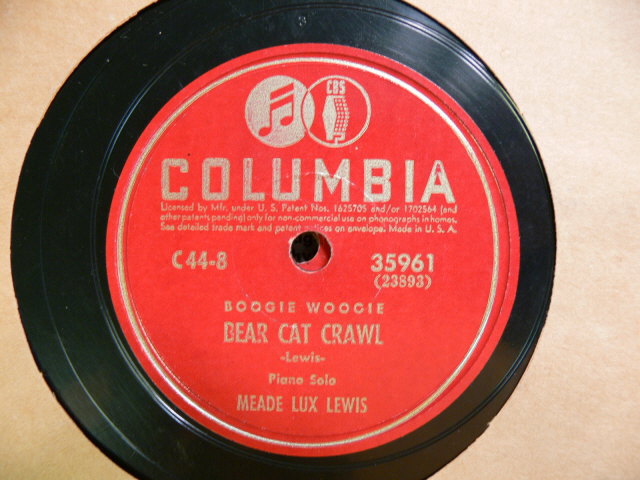 CBS
COLUMBIA
Licensed by Mfr. under U. S. Patent Nos. 1625705 and/or 1702564 (and
other patents pending) only for non-commercial use on phonographs in homes.
See detailed trade mark and patent notices on envelope. Made in U. S. A.
C 44-8 35961
(23893)
BOOGIE WOOGIE
BEAR CAT CRAWL
-Lewis-
Piano Solo
MEADE LUX LEWIS